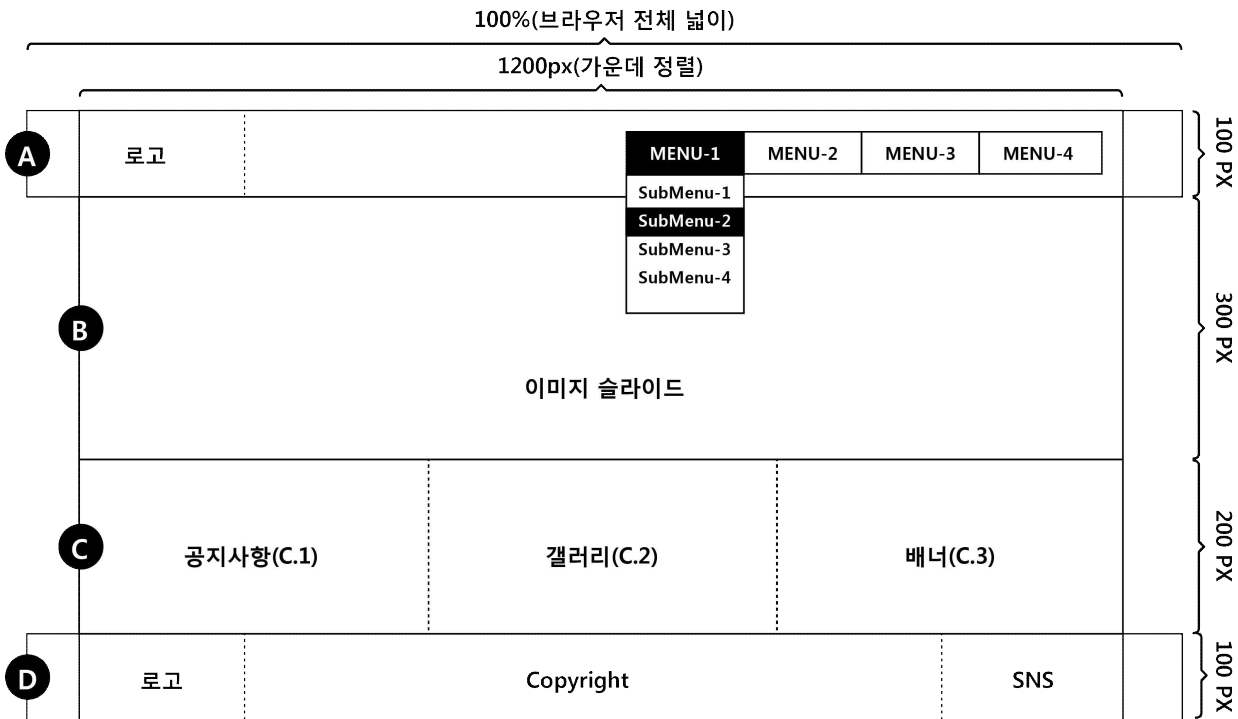 100%(브라우저 전체 넓이)
1200px(가운데 정렬)
A
로고
MENU-1
MENU-2
MENU-3
MENU-4
100 PX
SubMenu-1
SubMenu-2
SubMenu-3
SubMenu-4
B
이미지 슬라이드
300 PX
C
공지사항(C.1)
갤러리(C.2)
배너(C.3)
200 PX
D
로고
Copyright
SNS
100 PX